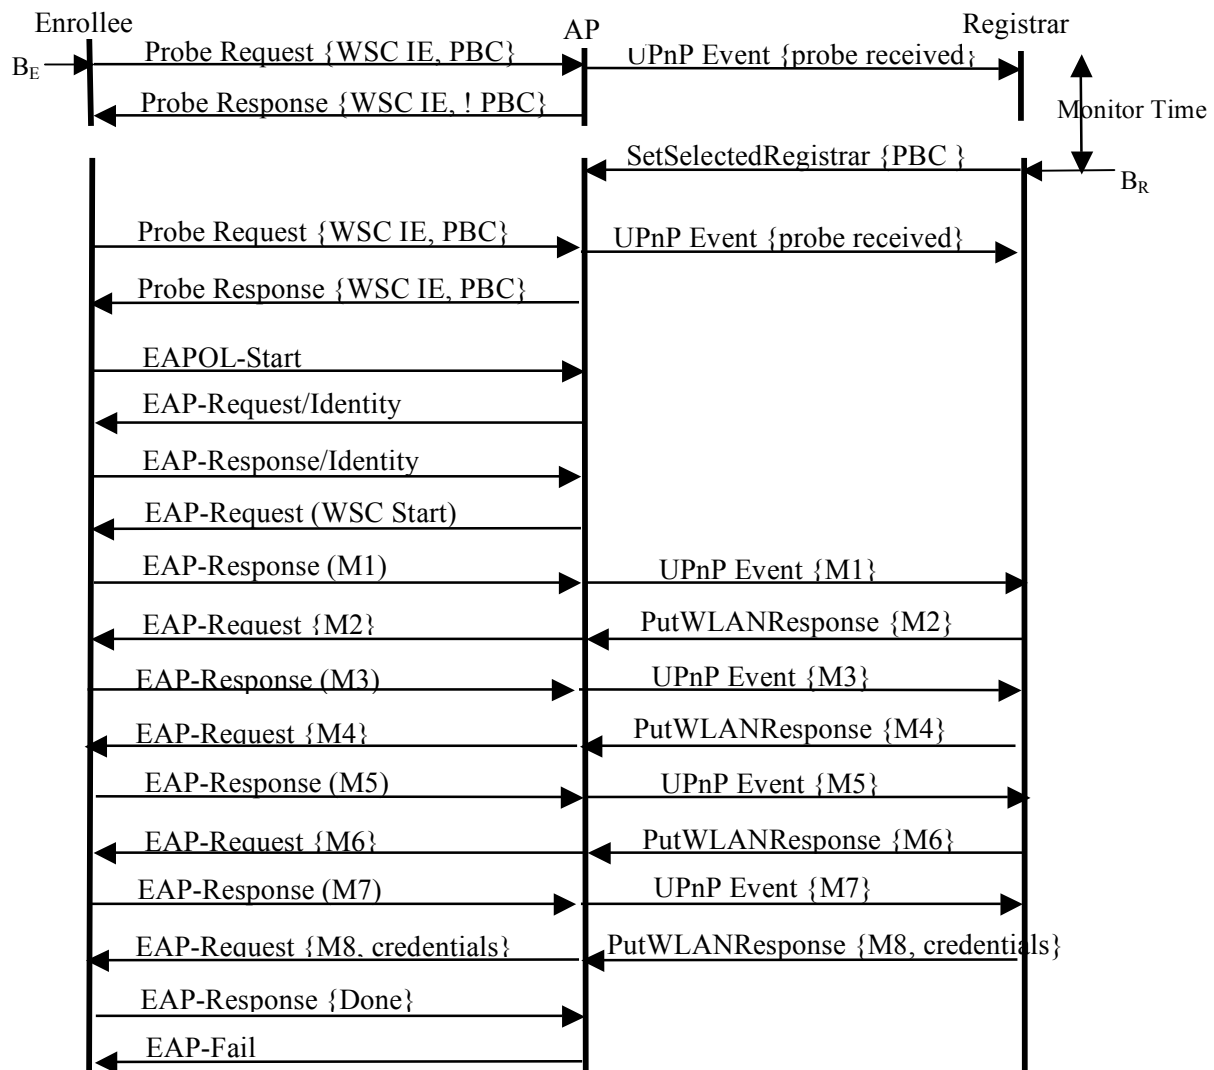 Enrollee
AP
Registrar
B_E
Probe Request {WSC IE, PBC}
UPnP Event {probe received}
Probe Response {WSC IE, ! PBC}
Monitor Time
SetSelectedRegistrar {PBC }
B_R
Probe Request {WSC IE, PBC}
UPnP Event {probe received}
Probe Response {WSC IE, PBC}
EAPOL-Start
EAP-Request/Identity
EAP-Response/Identity
EAP-Request (WSC Start)
EAP-Response (M1)
UPnP Event {M1}
EAP-Request {M2}
PutWLANResponse {M2}
EAP-Response (M3)
UPnP Event {M3}
EAP-Request {M4}
PutWLANResponse {M4}
EAP-Response (M5)
UPnP Event {M5}
EAP-Request {M6}
PutWLANResponse {M6}
EAP-Response (M7)
UPnP Event {M7}
EAP-Request {M8, credentials}
PutWLANResponse {M8, credentials}
EAP-Response {Done}
EAP-Fail